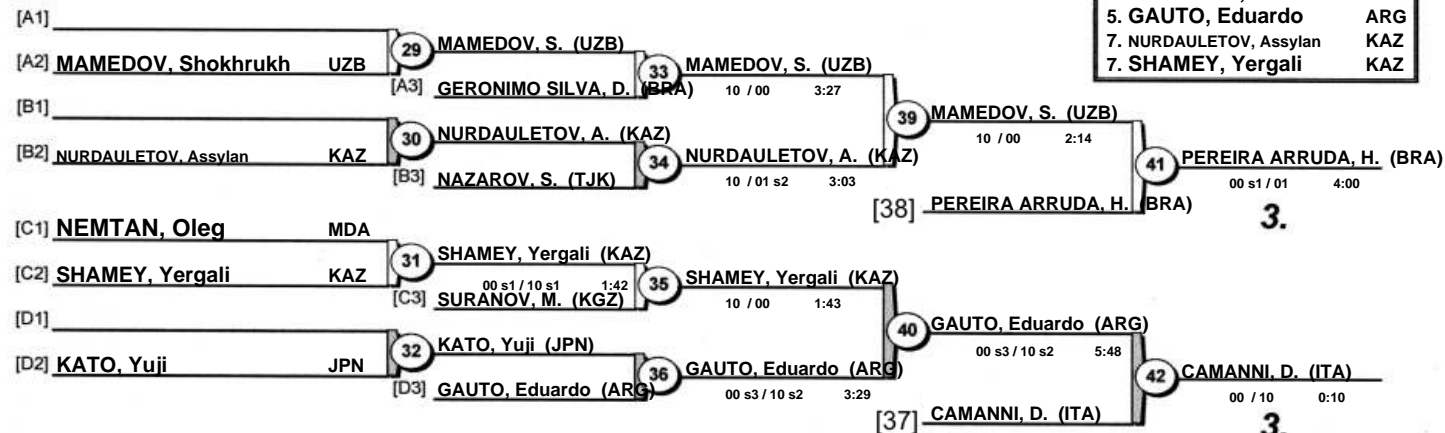 5. GAUTO, Eduardo ARG
7. NURDAULETOV, Assylan KAZ
7. SHAMEY, Yergali KAZ
[A1]
[A2] MAMEDOV, Shokhrukh UZB
29
MAMEDOV, S. (UZB)
[A3] GERONIMO SILVA, D. (BRA)
33
MAMEDOV, S. (UZB)
10 / 00 3:27
[B1]
[B2] NURDAULETOV, Assylan KAZ
30
NURDAULETOV, A. (KAZ)
[B3] NAZAROV, S. (TJK)
34
NURDAULETOV, A. (KAZ)
10 / 01 s2 3:03
39
MAMEDOV, S. (UZB)
10 / 00 2:14
[38] PEREIRA ARRUDA, H. (BRA)
41
PEREIRA ARRUDA, H. (BRA)
00 s1 / 01 4:00
3.
[C1] NEMTAN, Oleg MDA
[C2] SHAMEY, Yergali KAZ
31
SHAMEY, Yergali (KAZ)
00 s1 / 10 s1 1:42
[C3] SURANOV, M. (KGZ)
35
SHAMEY, Yergali (KAZ)
10 / 00 1:43
[D1]
[D2] KATO, Yuji JPN
32
KATO, Yuji (JPN)
[D3] GAUTO, Eduardo (ARG)
36
GAUTO, Eduardo (ARG)
00 s3 / 10 s2 3:29
40
GAUTO, Eduardo (ARG)
00 s3 / 10 s2 5:48
[37] CAMANNI, D. (ITA)
42
CAMANNI, D. (ITA)
00 / 10 0:10
3.